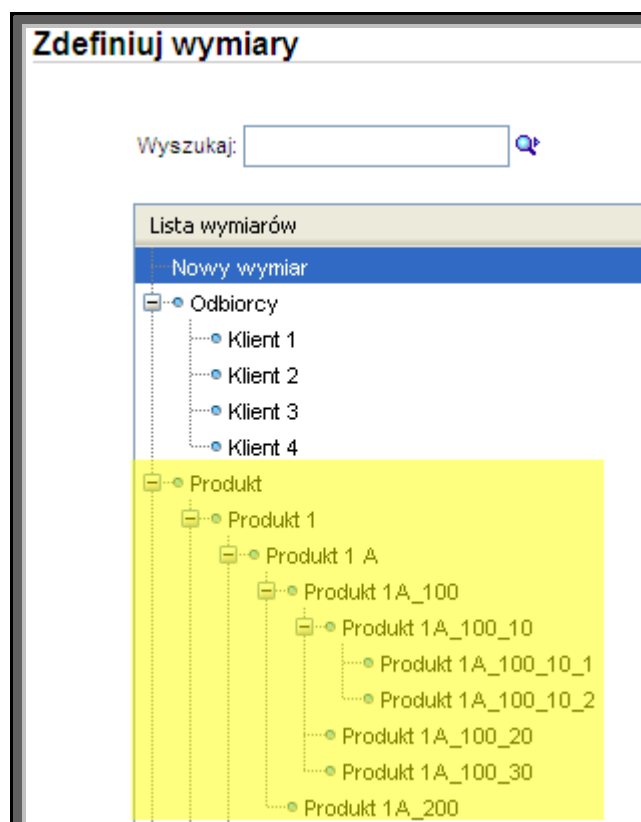 Zdefiniuj wymiary
Wyszukaj:
Lista wymiarów
Nowy wymiar
Odbiorcy
Klient 1
Klient 2
Klient 3
Klient 4
Produkt
Produkt 1
Produkt 1 A
Produkt 1A_100
Produkt 1A_100_10
Produkt 1A_100_10_1
Produkt 1A_100_10_2
Produkt 1A_100_20
Produkt 1A_100_30
Produkt 1A_200